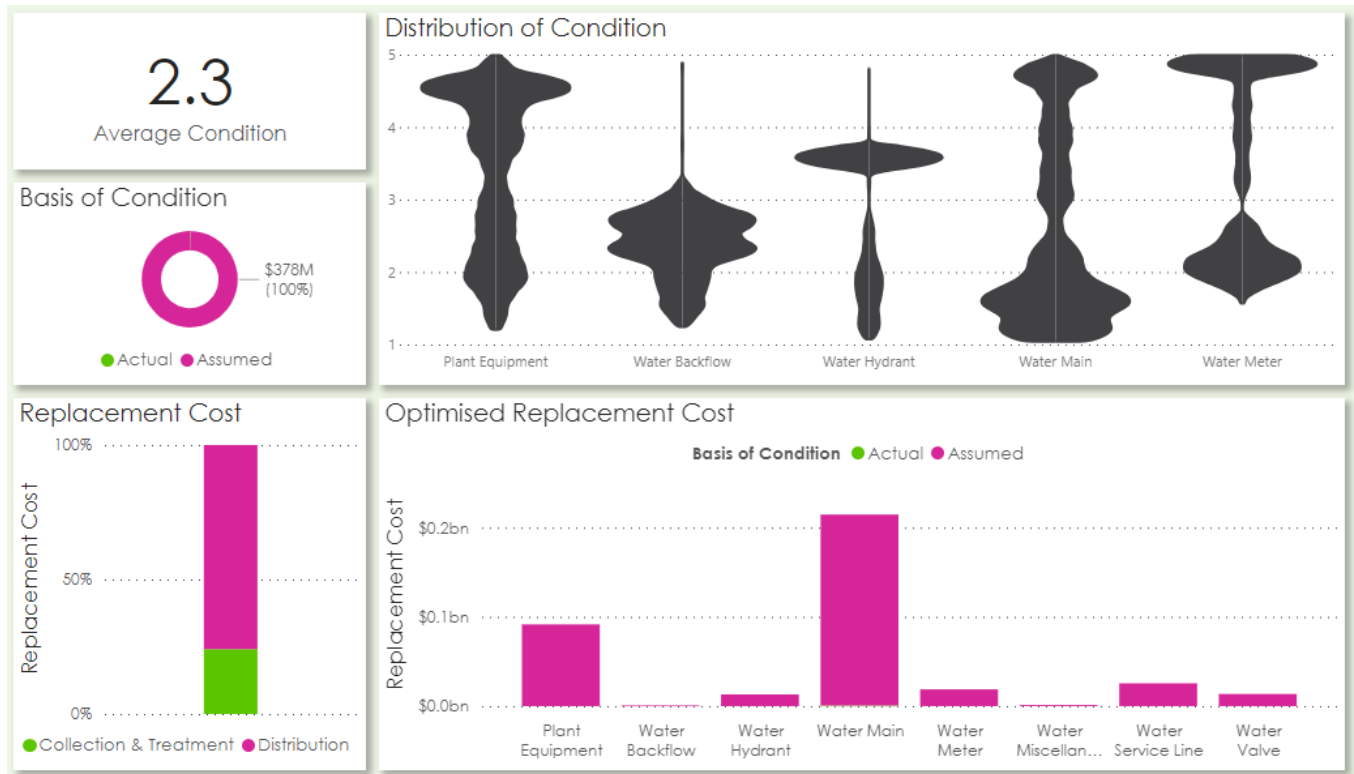 2.3
Average Condition
Basis of Condition
$378M
(100%)
Actual Assumed
Distribution of Condition
5
4
3
2
1
Plant Equipment Water Backflow Water Hydrant Water Main Water Meter
Replacement Cost
Replacement Cost
100%
50%
0%
Collection & Treatment Distribution
Optimised Replacement Cost
Basis of Condition Actual Assumed
Replacement Cost
$0.2bn
$0.1bn
$0.0bn
Plant Water Water Water Main Water Water Water Water
Equipment Backflow Hydrant Meter Miscellan... Service Line Valve